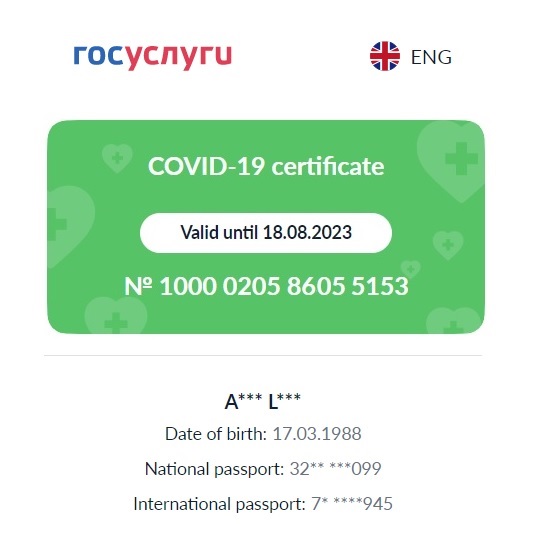 госуслуги
ENG
COVID-19 certificate
Valid until 18.08.2023
№ 1000 0205 8605 5153
A*** L***
Date of birth: 17.03.1988
National passport: 32** ***099
International passport: 7* ****945